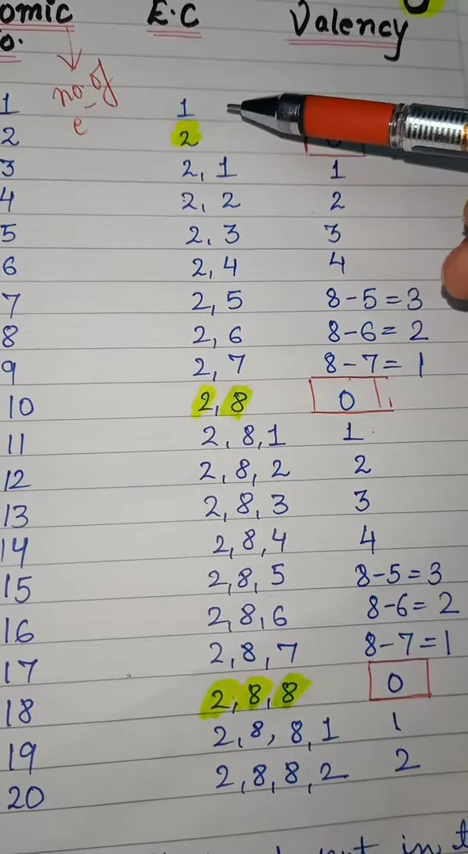 omic E.C Valency
o.
no. of
e-
1 1
2 2
3 2, 1 1
4 2, 2 2
5 2, 3 3
6 2, 4 4
7 2, 5 8-5=3
8 2, 6 8-6=2
9 2, 7 8-7=1
10 2, 8 0
11 2, 8, 1 1
12 2, 8, 2 2
13 2, 8, 3 3
14 2, 8, 4 4
15 2, 8, 5 8-5=3
16 2, 8, 6 8-6=2
17 2, 8, 7 8-7=1
18 2, 8, 8 0
19 2, 8, 8, 1 1
20 2, 8, 8, 2 2
in